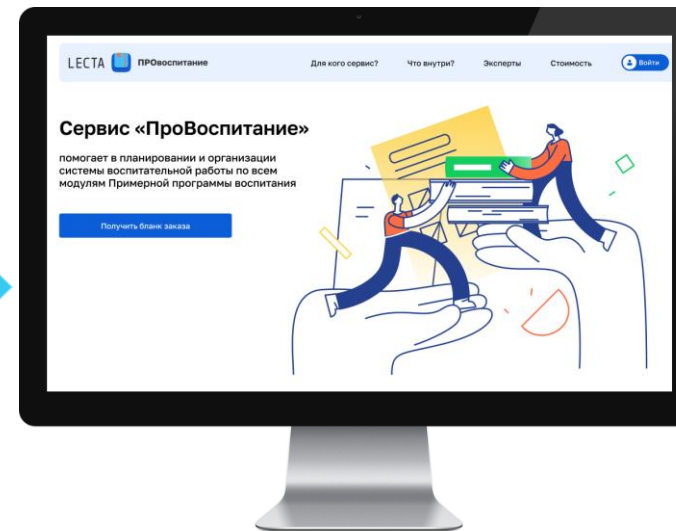 LECTA ПРОвоспитание Для кого сервис? Что внутри? Эксперты Стоимость Войти
Сервис «ПроВоспитание»
помогает в планировании и организации
системы воспитательной работы по всем
модулям Примерной программы воспитания
Получить бланк заказа